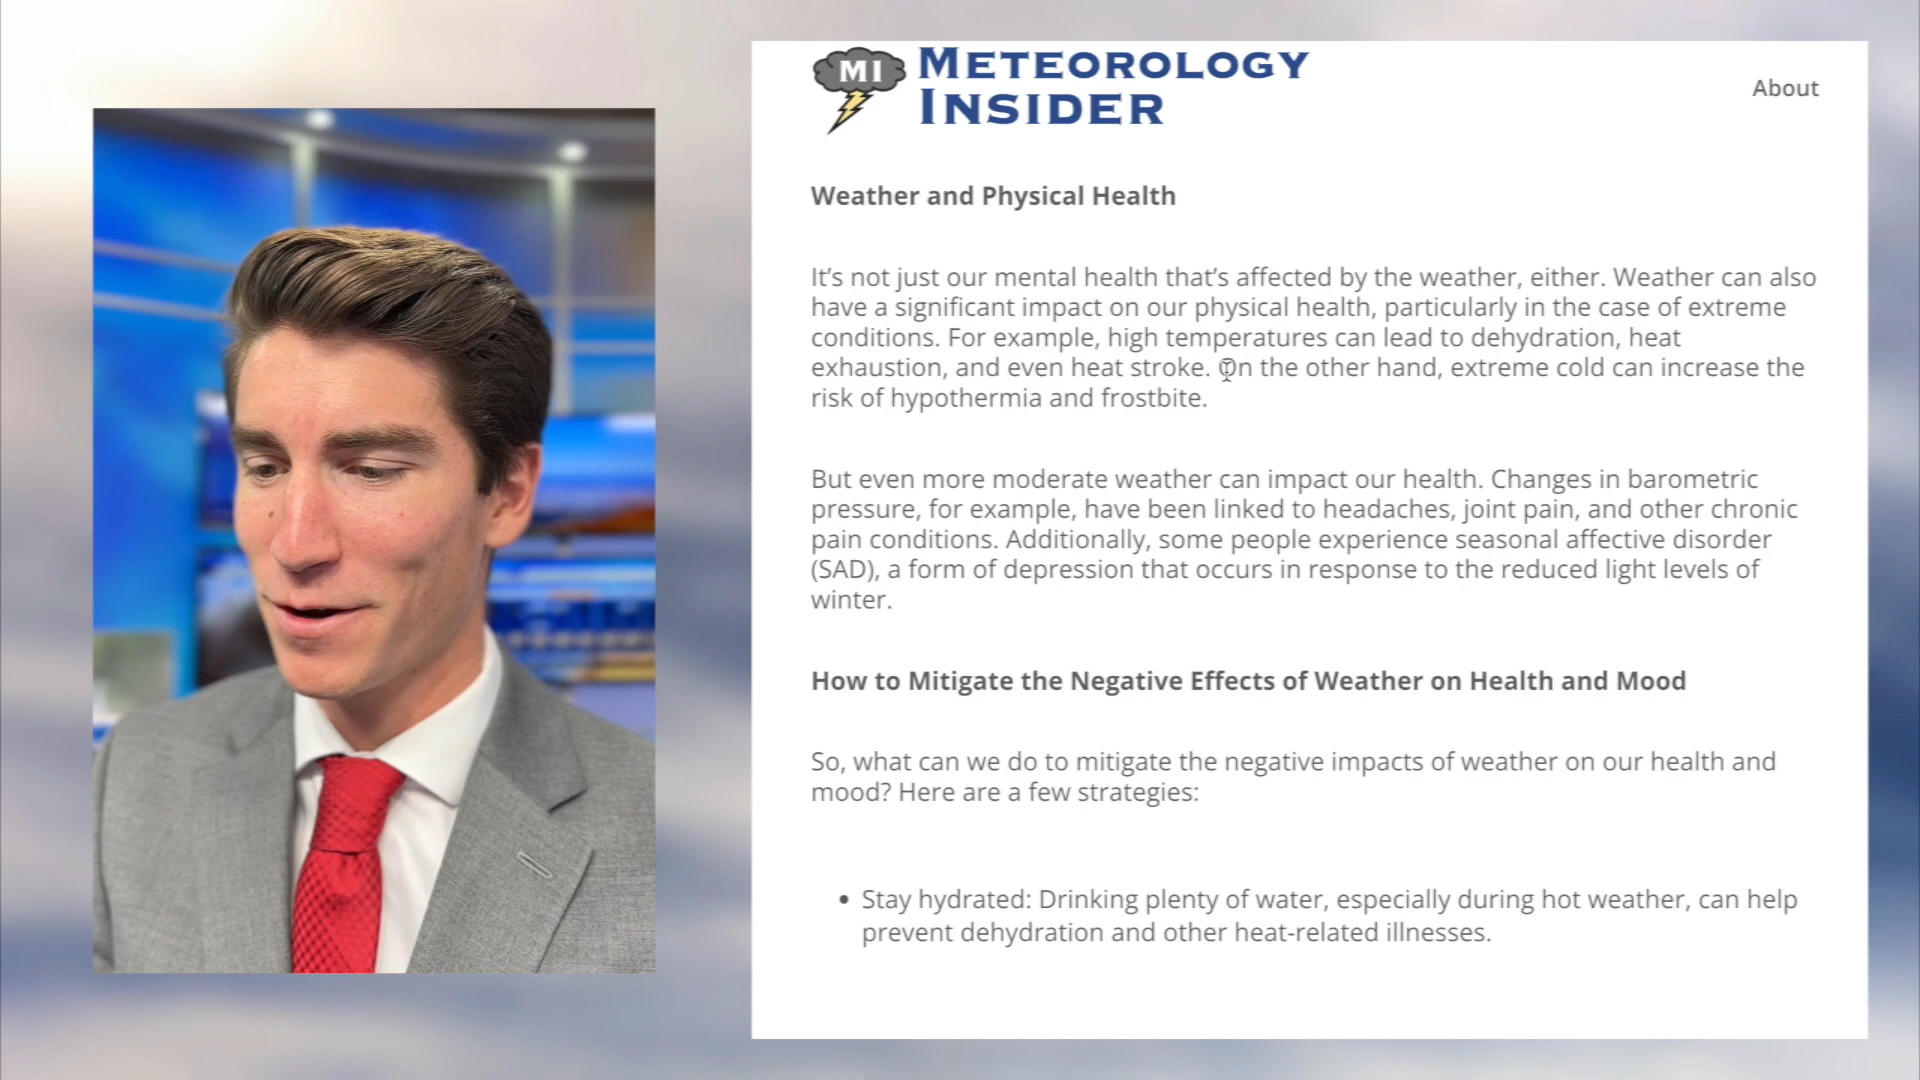 MI
METEOROLOGY
INSIDER
About
Weather and Physical Health
It’s not just our mental health that’s affected by the weather, either. Weather can also
have a significant impact on our physical health, particularly in the case of extreme
conditions. For example, high temperatures can lead to dehydration, heat
exhaustion, and even heat stroke. On the other hand, extreme cold can increase the
risk of hypothermia and frostbite.
But even more moderate weather can impact our health. Changes in barometric
pressure, for example, have been linked to headaches, joint pain, and other chronic
pain conditions. Additionally, some people experience seasonal affective disorder
(SAD), a form of depression that occurs in response to the reduced light levels of
winter.
How to Mitigate the Negative Effects of Weather on Health and Mood
So, what can we do to mitigate the negative impacts of weather on our health and
mood? Here are a few strategies:
• Stay hydrated: Drinking plenty of water, especially during hot weather, can help
prevent dehydration and other heat-related illnesses.